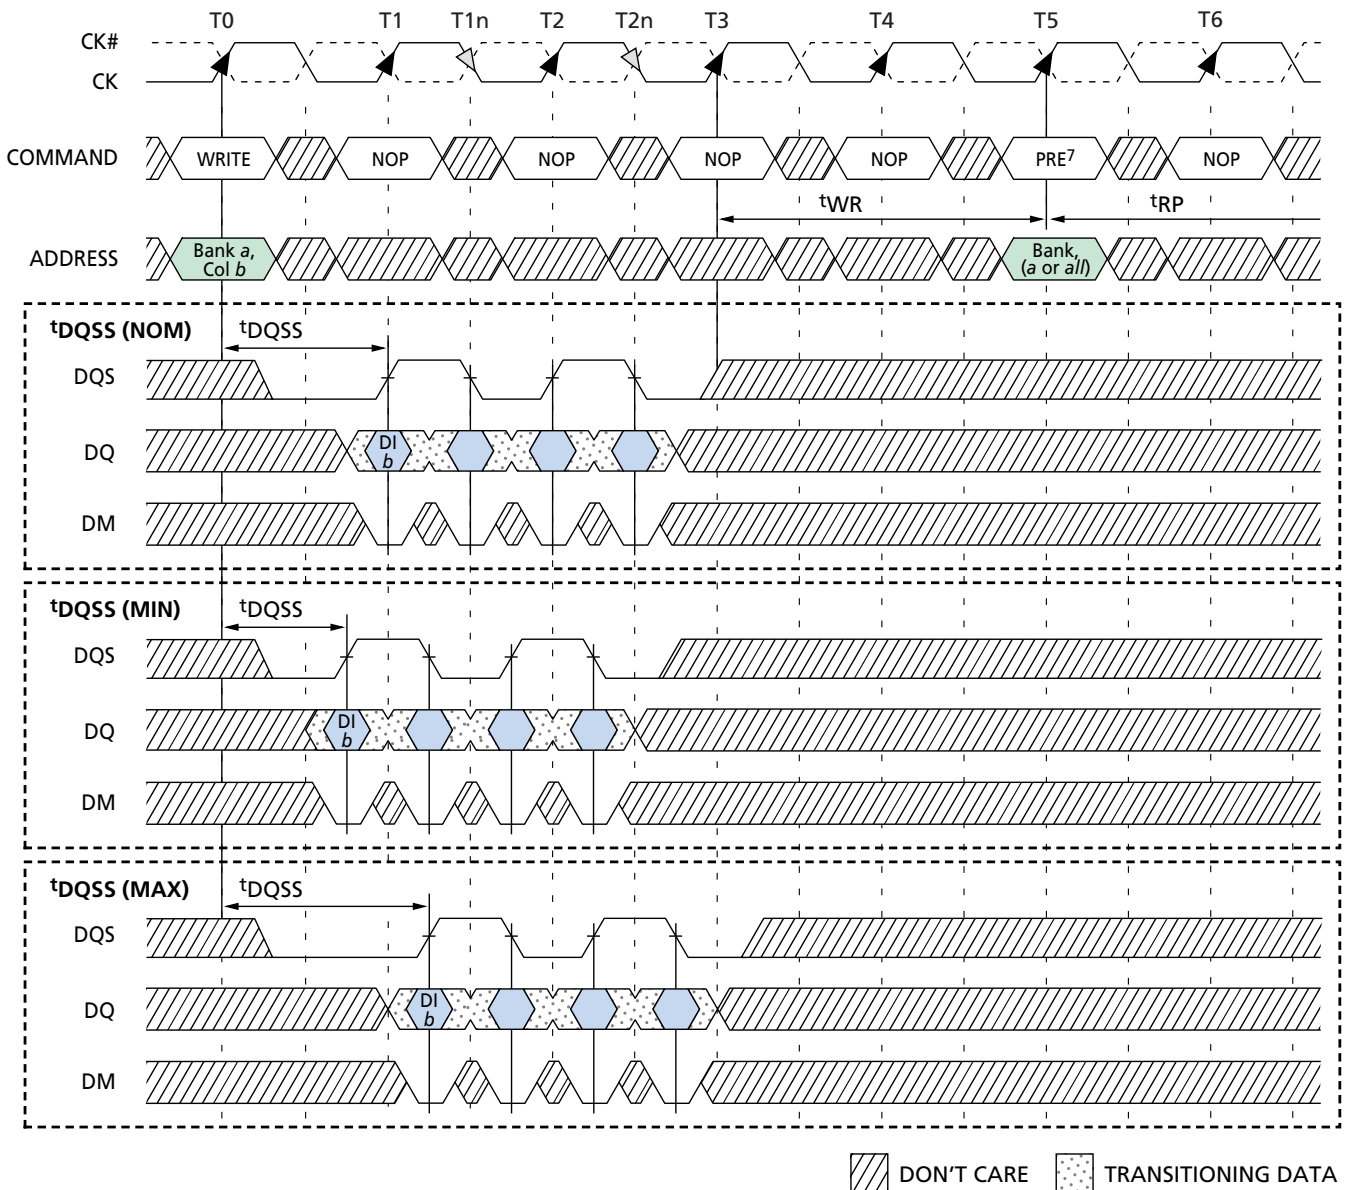 T0 T1 T1n T2 T2n T3 T4 T5 T6
CK#
CK
COMMAND WRITE NOP NOP NOP NOP PRE7 NOP
tWR tRP
ADDRESS Bank a, Col b Bank, (a or all)
tDQSS (NOM) tDQSS
DQS
DQ DI b
DM
tDQSS (MIN) tDQSS
DQS
DQ DI b
DM
tDQSS (MAX) tDQSS
DQS
DQ DI b
DM
DON'T CARE TRANSITIONING DATA